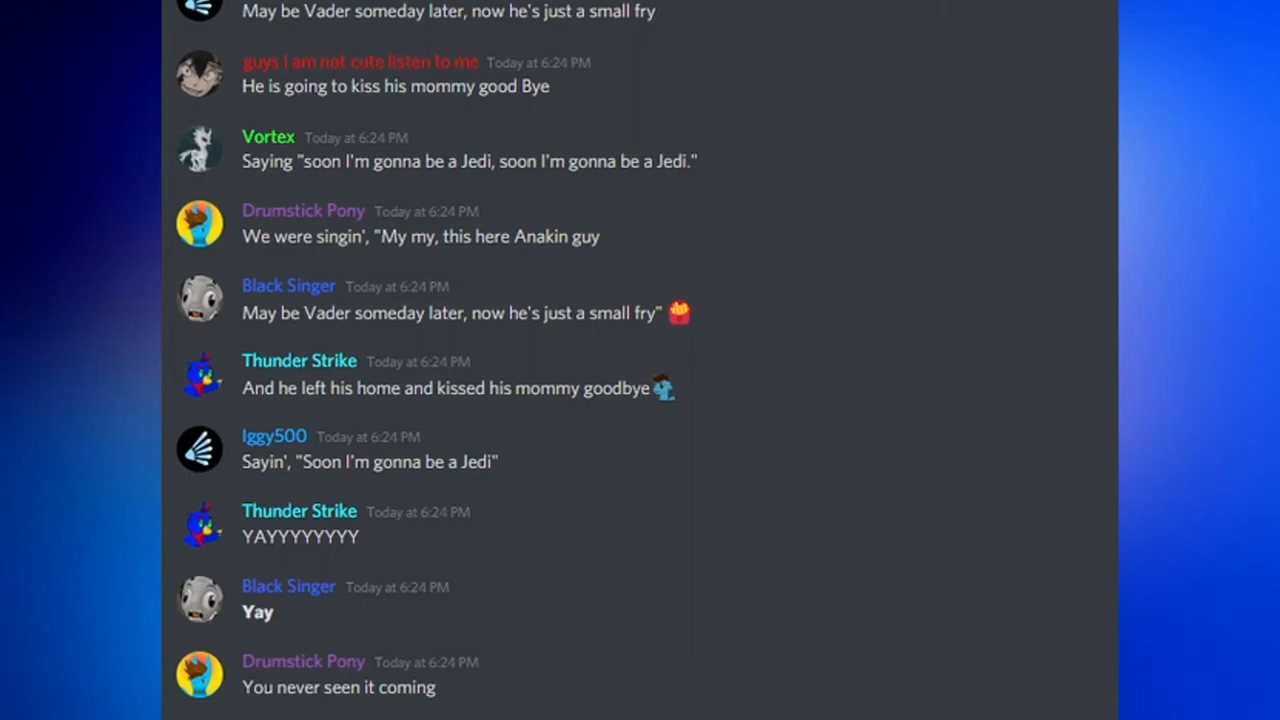 May be Vader someday later, now he's just a small fry
guys i am not cute listen to me Today at 6:24 PM
He is going to kiss his mommy good Bye
Vortex Today at 6:24 PM
Saying "soon I'm gonna be a Jedi, soon I'm gonna be a Jedi."
Drumstick Pony Today at 6:24 PM
We were singin', "My my, this here Anakin guy
Black Singer Today at 6:24 PM
May be Vader someday later, now he's just a small fry"
Thunder Strike Today at 6:24 PM
And he left his home and kissed his mommy goodbye
Iggy500 Today at 6:24 PM
Sayin', "Soon I'm gonna be a Jedi"
Thunder Strike Today at 6:24 PM
YAYYYYYYYY
Black Singer Today at 6:24 PM
Yay
Drumstick Pony Today at 6:24 PM
You never seen it coming